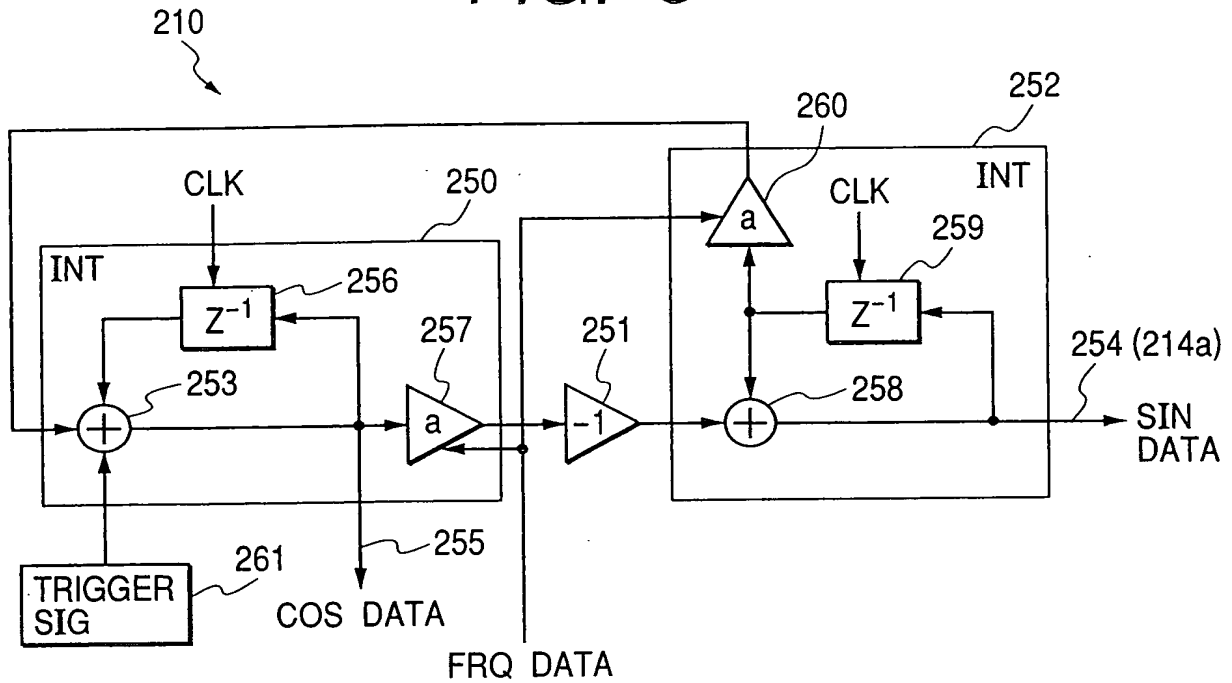 210
252
260
INT
CLK
CLK
250
a
259
INT
256
Z⁻¹
257
251
Z⁻¹
254 (214a)
253
258
+
a
-1
+
SIN
DATA
255
261
TRIGGER
SIG
COS DATA
FRQ DATA